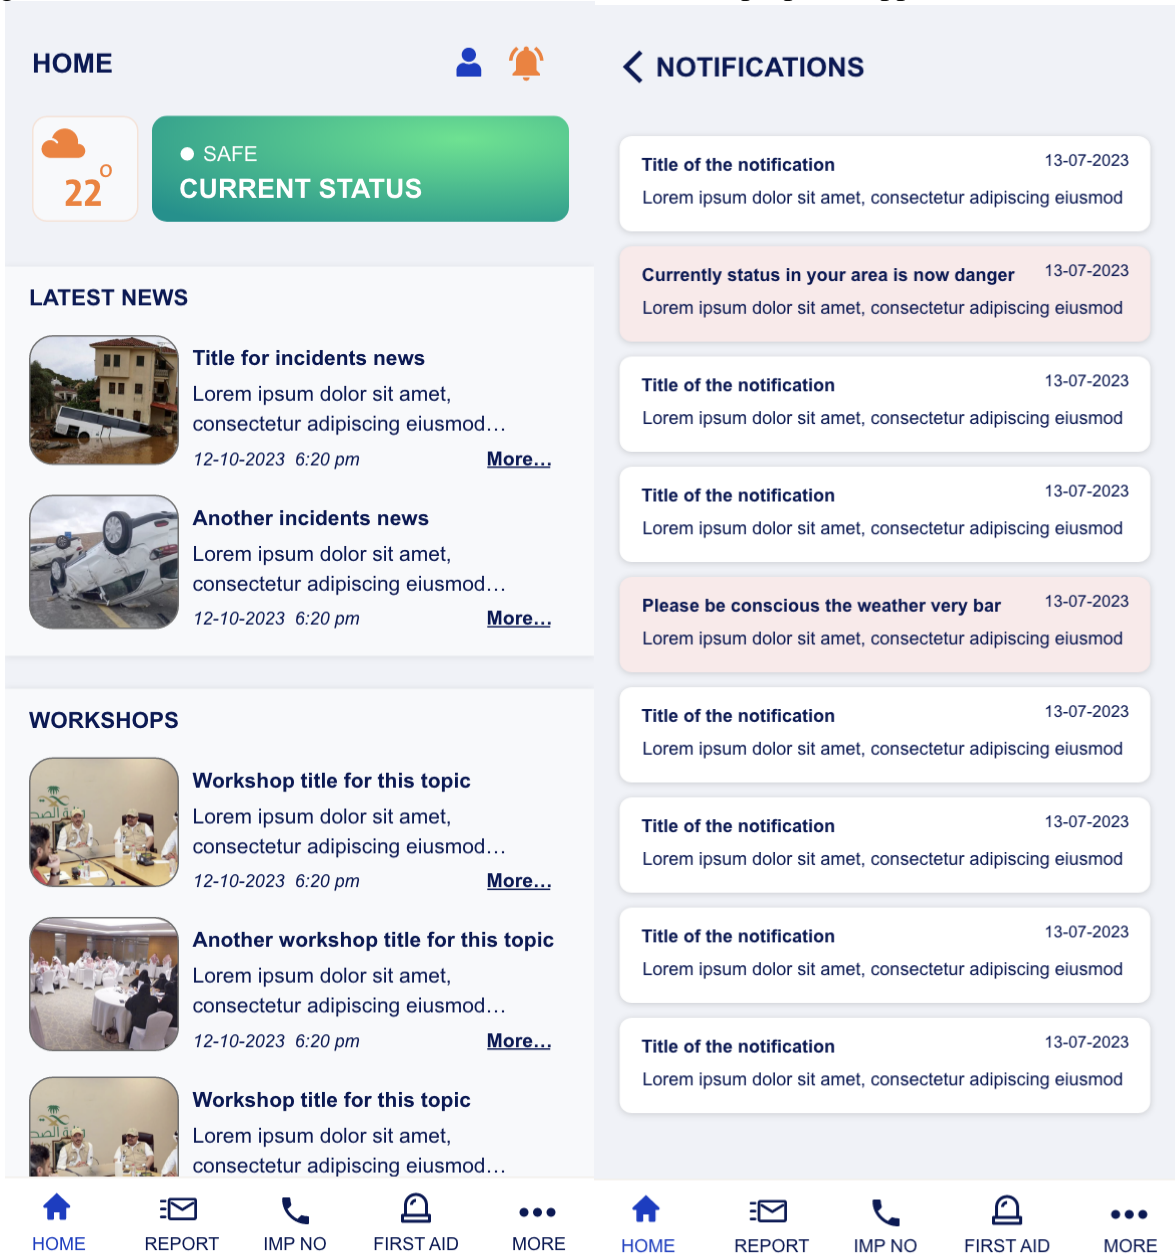 HOME
22°
SAFE
CURRENT STATUS
LATEST NEWS
Title for incidents news
Lorem ipsum dolor sit amet,
consectetur adipiscing eiusmod...
12-10-2023 6:20 pm
More...
Another incidents news
Lorem ipsum dolor sit amet,
consectetur adipiscing eiusmod...
12-10-2023 6:20 pm
More...
WORKSHOPS
Workshop title for this topic
Lorem ipsum dolor sit amet,
consectetur adipiscing eiusmod...
12-10-2023 6:20 pm
More...
Another workshop title for this topic
Lorem ipsum dolor sit amet,
consectetur adipiscing eiusmod...
12-10-2023 6:20 pm
More...
Workshop title for this topic
Lorem ipsum dolor sit amet,
consectetur adipiscing eiusmod...
HOME
REPORT
IMP NO
FIRST AID
MORE
NOTIFICATIONS
Title of the notification
13-07-2023
Lorem ipsum dolor sit amet, consectetur adipiscing eiusmod
Currently status in your area is now danger
13-07-2023
Lorem ipsum dolor sit amet, consectetur adipiscing eiusmod
Title of the notification
13-07-2023
Lorem ipsum dolor sit amet, consectetur adipiscing eiusmod
Title of the notification
13-07-2023
Lorem ipsum dolor sit amet, consectetur adipiscing eiusmod
Please be conscious the weather very bar
13-07-2023
Lorem ipsum dolor sit amet, consectetur adipiscing eiusmod
Title of the notification
13-07-2023
Lorem ipsum dolor sit amet, consectetur adipiscing eiusmod
Title of the notification
13-07-2023
Lorem ipsum dolor sit amet, consectetur adipiscing eiusmod
Title of the notification
13-07-2023
Lorem ipsum dolor sit amet, consectetur adipiscing eiusmod
Title of the notification
13-07-2023
Lorem ipsum dolor sit amet, consectetur adipiscing eiusmod
HOME
REPORT
IMP NO
FIRST AID
MORE